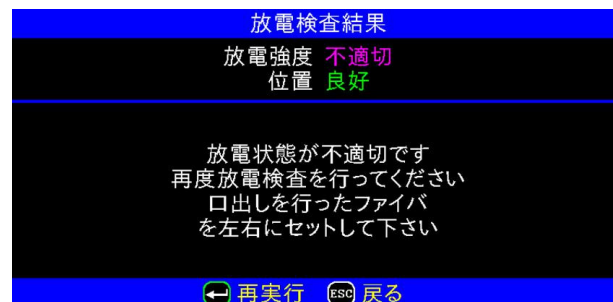 放電検査結果
放電強度 不適切
位置 良好
放電状態が不適切です
再度放電検査を行ってください
口出しを行ったファイバ
を左右にセットして下さい
再実行 ESC 戻る